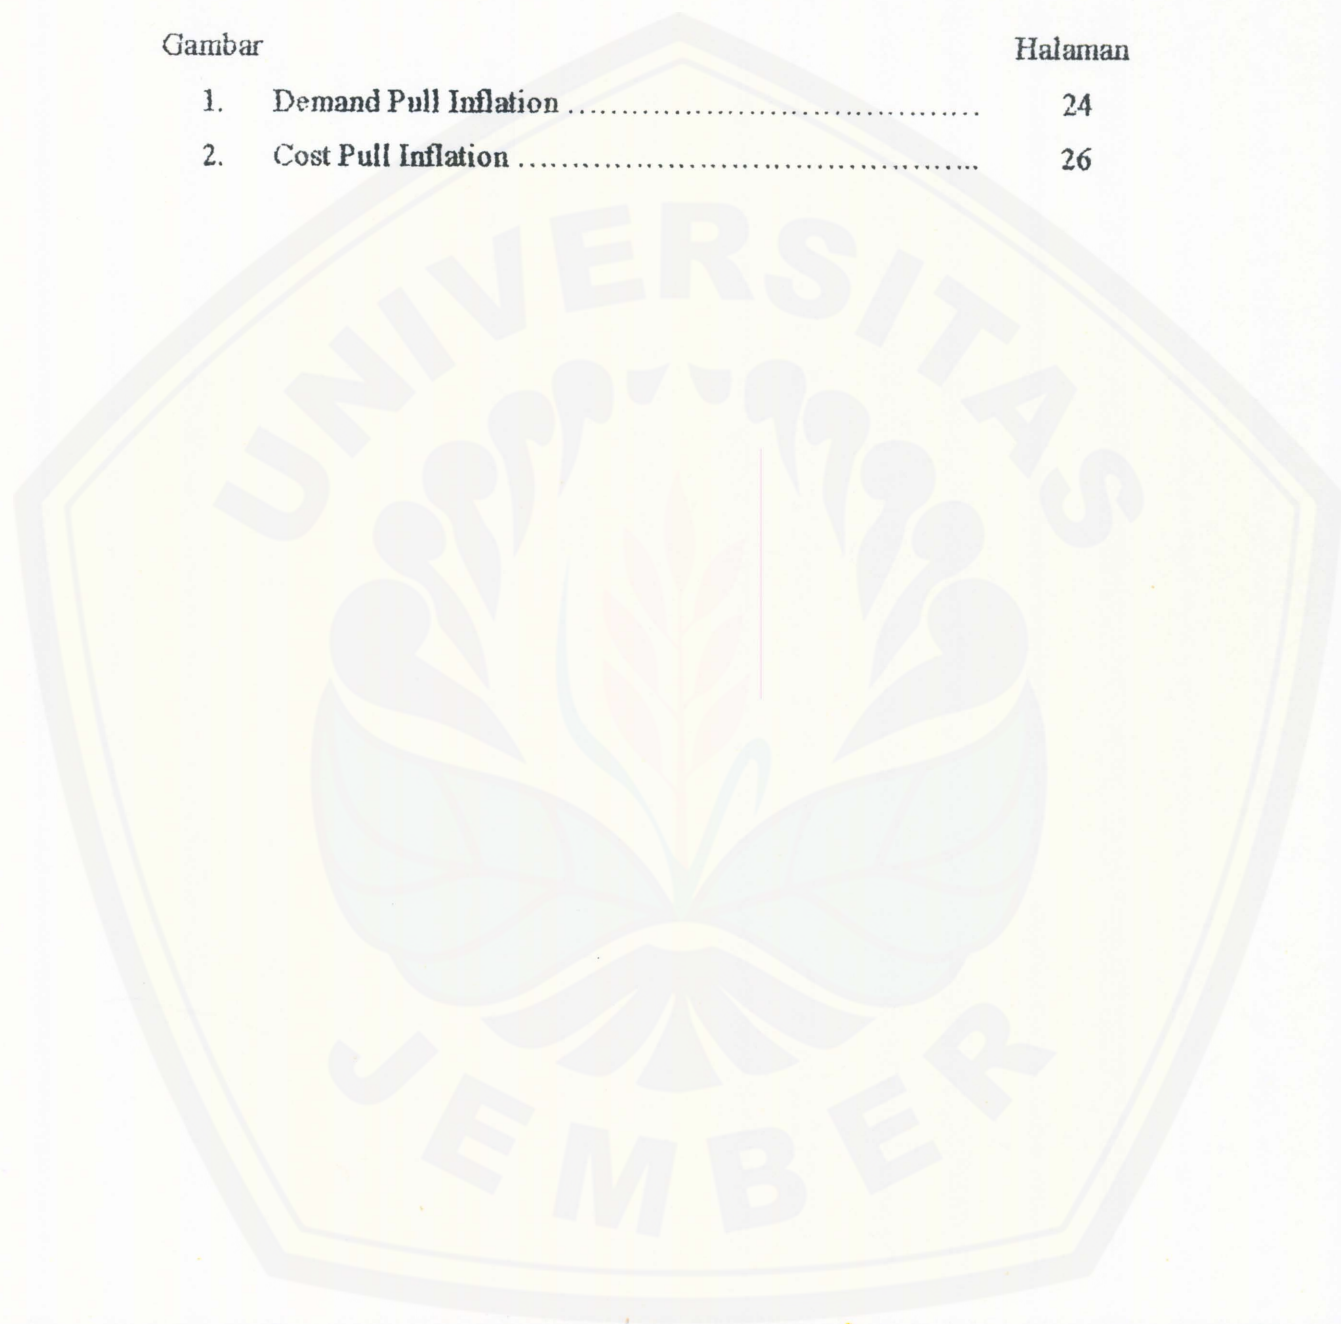 Gambar Halaman
1. Demand Pull Inflation ........................................ 24
2. Cost Pull Inflation ............................................. 26
UNIVERSITAS
JEMBER